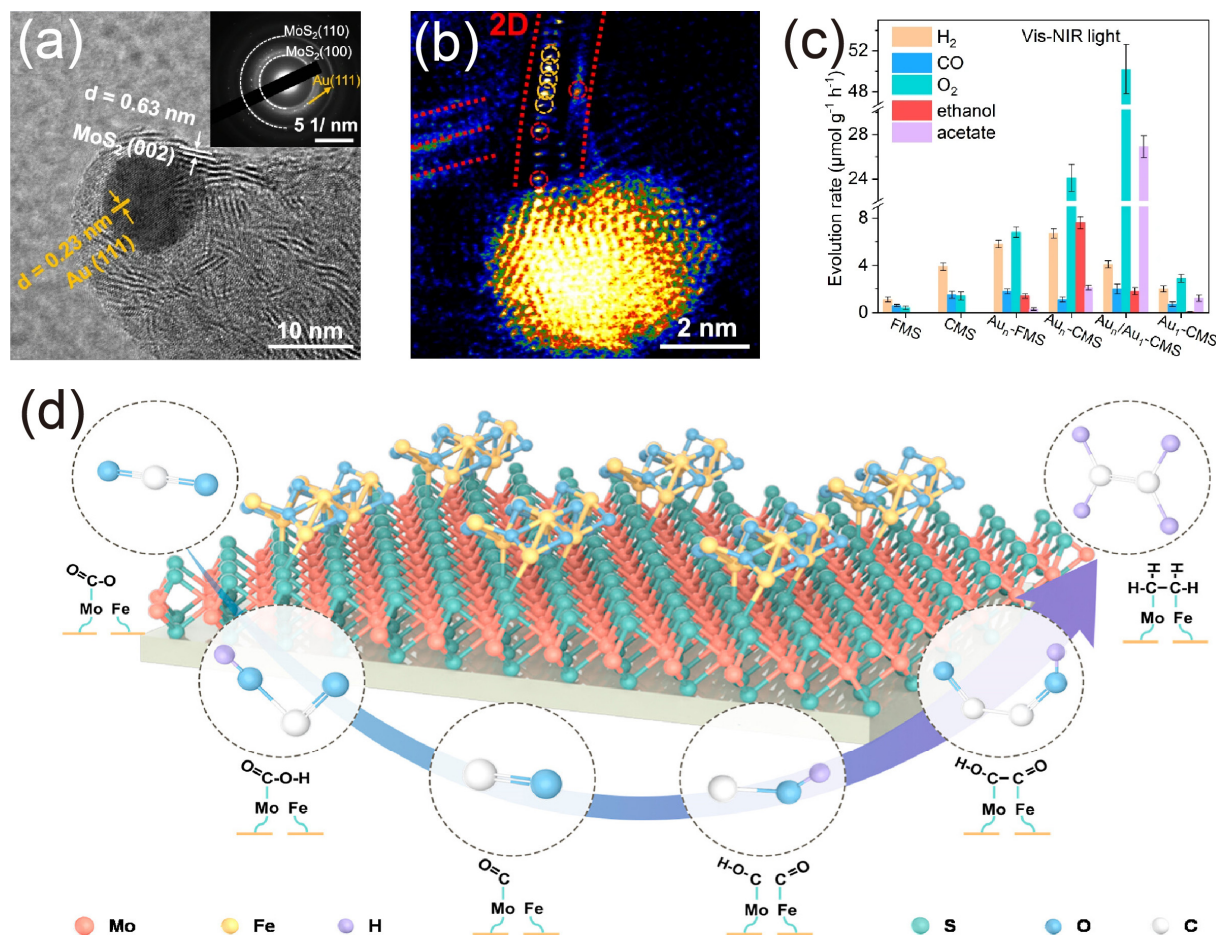 (a)
MoS₂(110)
MoS₂(100)
Au(111)
5 1/ nm
d = 0.63 nm
MoS₂ (002)
d = 0.23 nm
Au (111)
10 nm
(b)
2D
2 nm
(c)
Vis-NIR light
H₂
CO
O₂
ethanol
acetate
Evolution rate (μmol g⁻¹ h⁻¹)
52
48
24
8
4
0
FMS
CMS
Auₙ-FMS
Auₙ-CMS
Auₙ/Au₁-CMS
Au₁-CMS
(d)
O=C-O
Mo Fe
O=C-O-H
Mo Fe
O=C
Mo Fe
H-O-C C=O
Mo Fe
H-O-C-C=O
Mo Fe
H H
H-C-C-H
Mo Fe
Mo Fe H S O C